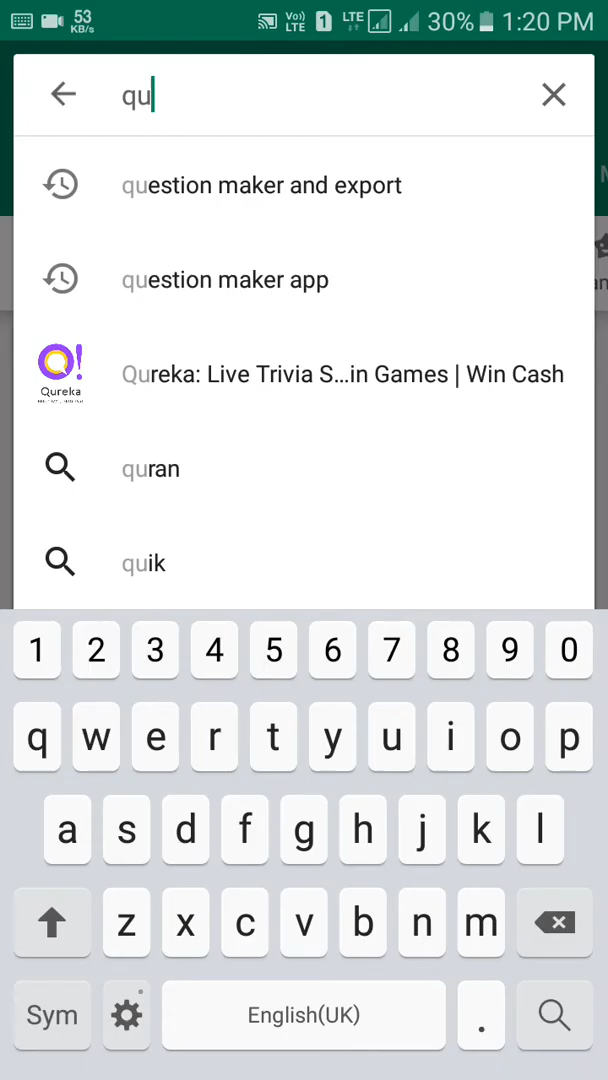 53
KB/s
Vo))
LTE
1
LTE
30%
1:20 PM
qu
question maker and export
question maker app
Q!
Qureka
Qureka: Live Trivia S...in Games | Win Cash
quran
quik
1 2 3 4 5 6 7 8 9 0
q w e r t y u i o p
a s d f g h j k l
z x c v b n m
Sym
English(UK)
.